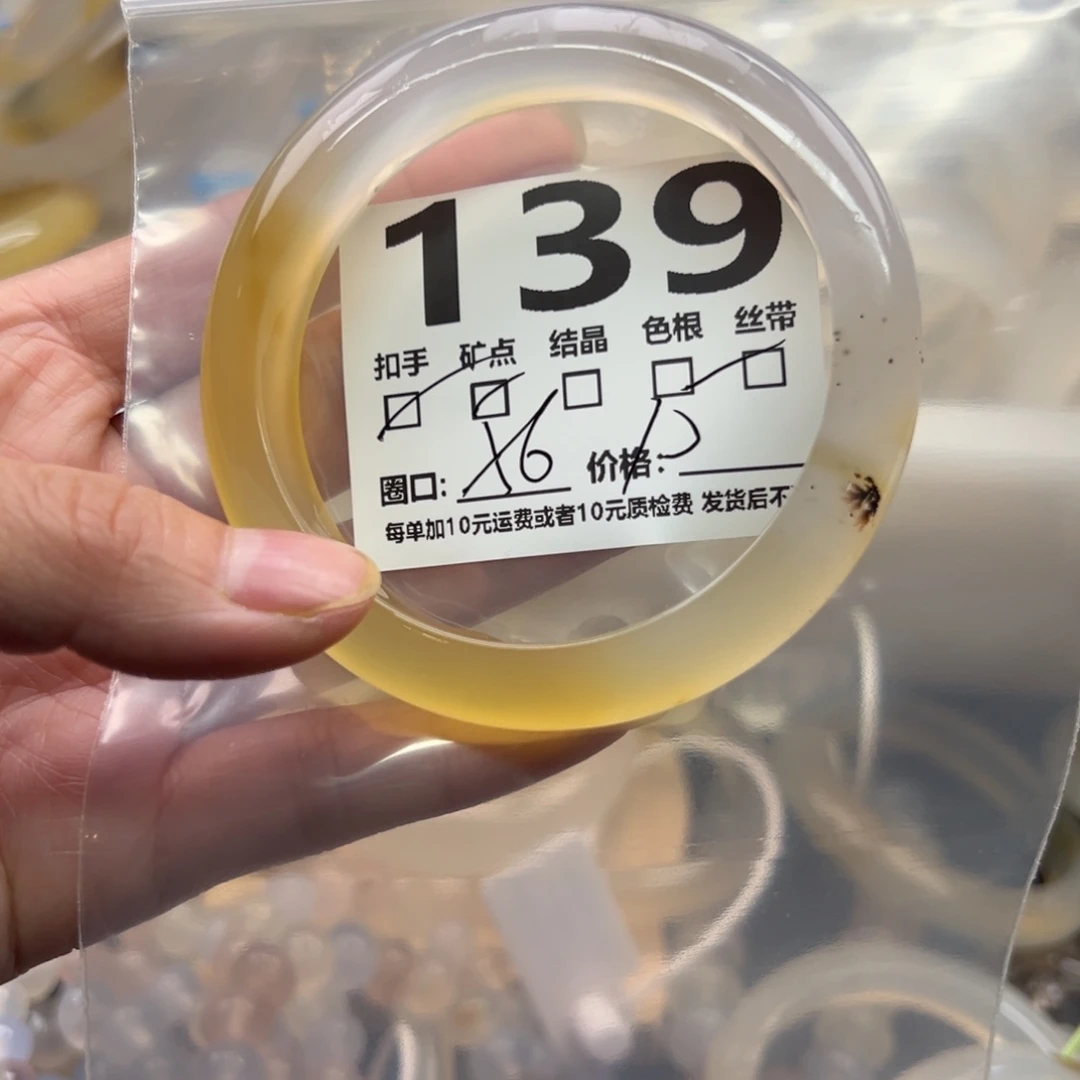 139
扣手 矿点 结晶 色根 丝带
圈口: 价格:
每单加10元运费或者10元质检费 发货后不